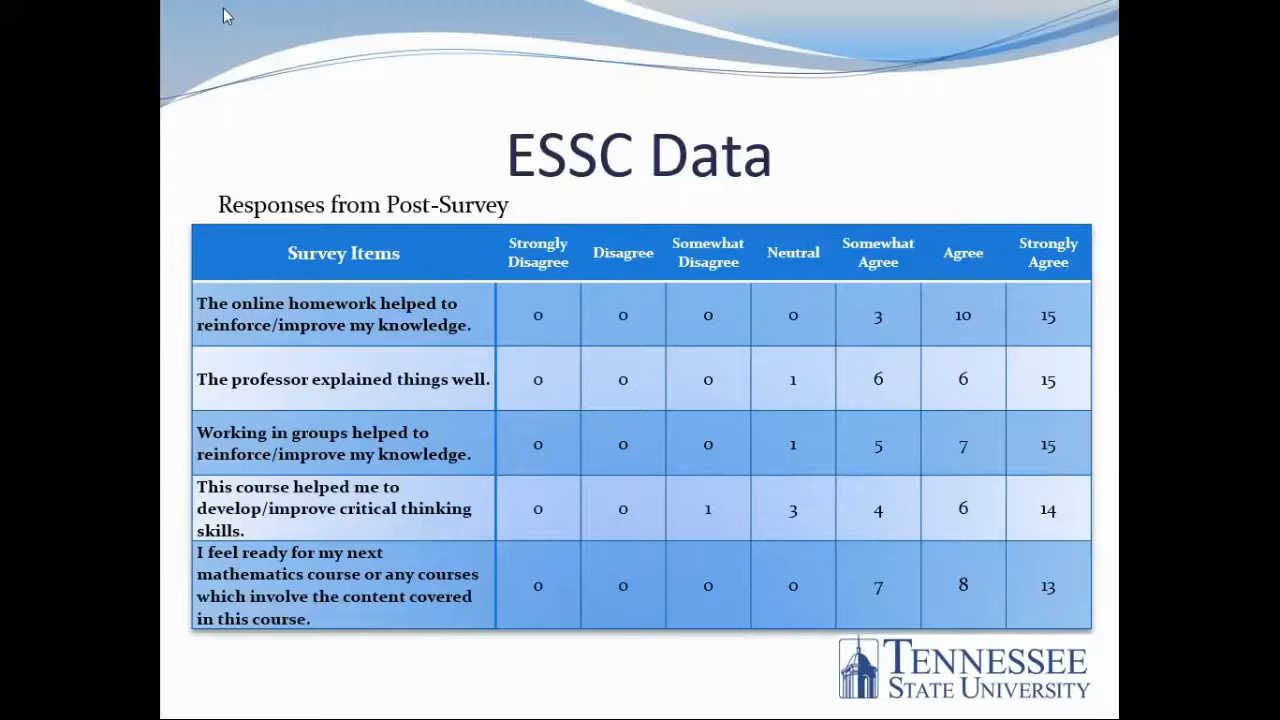 ESSC Data
Responses from Post-Survey
Survey Items Strongly Disagree Disagree Somewhat Disagree Neutral Somewhat Agree Agree Strongly Agree
The online homework helped to
reinforce/improve my knowledge. 0 0 0 0 3 10 15
The professor explained things well. 0 0 0 1 6 6 15
Working in groups helped to
reinforce/improve my knowledge. 0 0 0 1 5 7 15
This course helped me to
develop/improve critical thinking 0 0 1 3 4 6 14
skills.
I feel ready for my next
mathematics course or any courses 0 0 0 0 7 8 13
which involve the content covered
in this course.
TENNESSEE
STATE UNIVERSITY